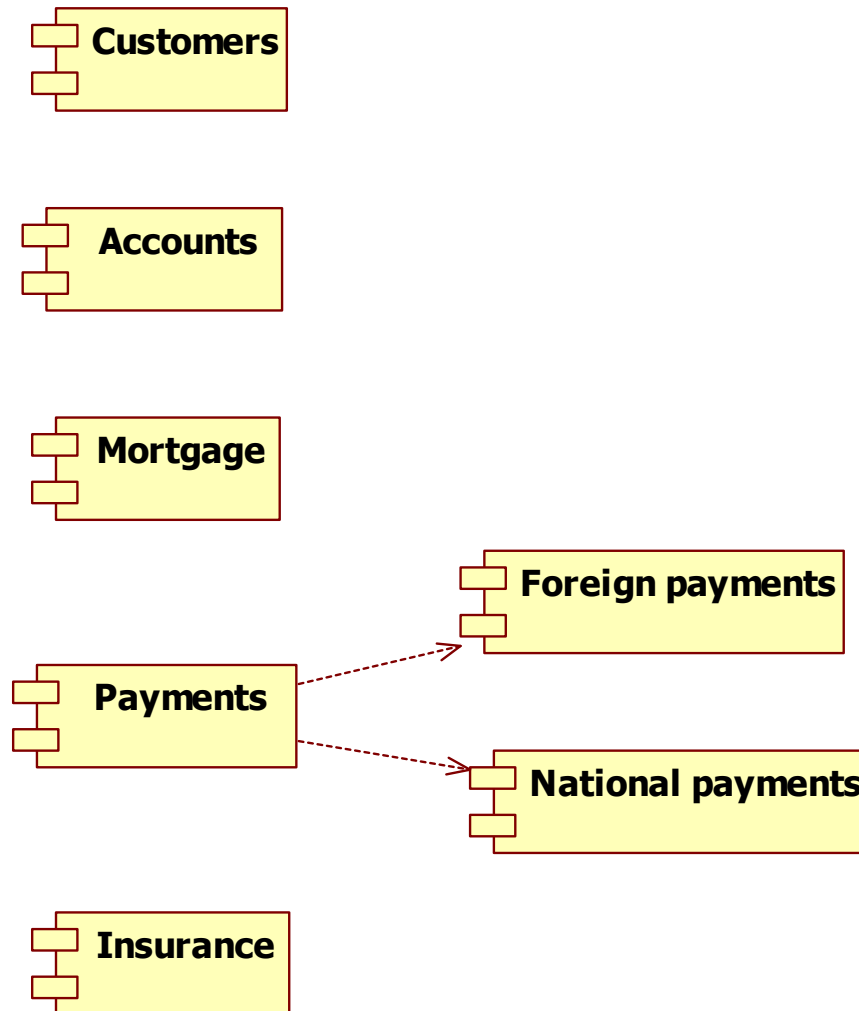 Customers
Accounts
Mortgage
Foreign payments
Payments
National payments
Insurance